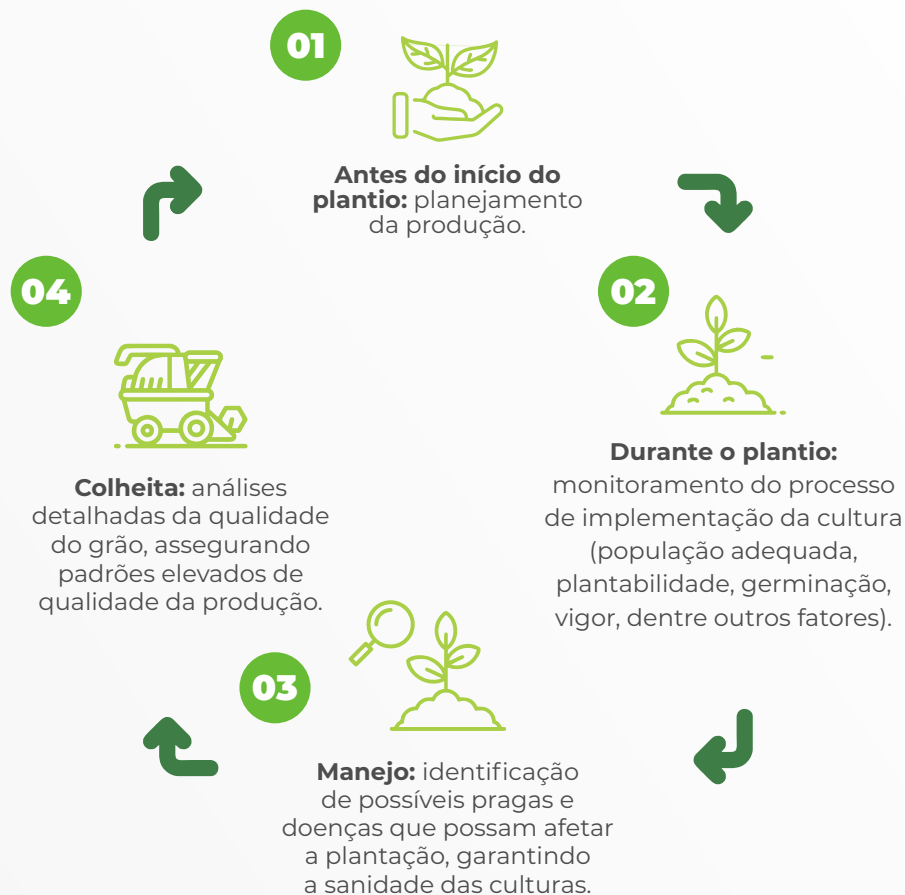 01
Antes do início do
plantio: planejamento
da produção.
02
Durante o plantio:
monitoramento do processo
de implementação da cultura
(população adequada,
plantabilidade, germinação,
vigor, dentre outros fatores).
03
Manejo: identificação
de possíveis pragas e
doenças que possam afetar
a plantação, garantindo
a sanidade das culturas.
04
Colheita: análises
detalhadas da qualidade
do grão, assegurando
padrões elevados de
qualidade da produção.